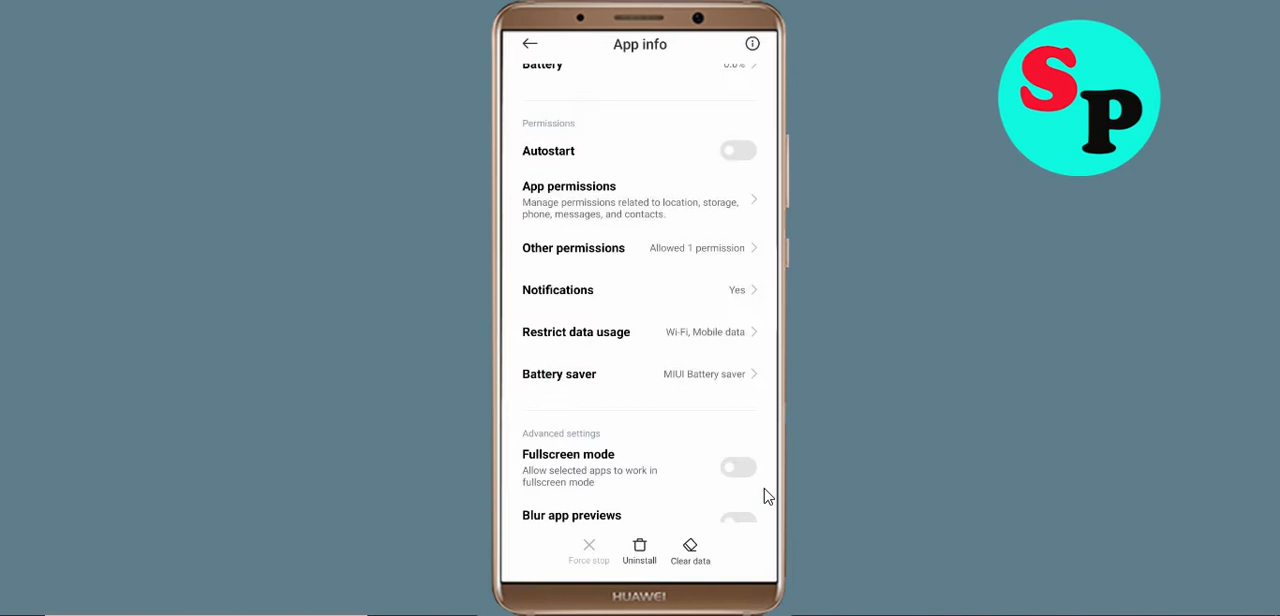 App info
SP
Battery 0.0%
Permissions
Autostart
App permissions
Manage permissions related to location, storage,
phone, messages, and contacts.
Other permissions Allowed 1 permission
Notifications Yes
Restrict data usage Wi-Fi, Mobile data
Battery saver MIUI Battery saver
Advanced settings
Fullscreen mode
Allow selected apps to work in
fullscreen mode
Blur app previews
Force stop Uninstall Clear data
HUAWEI